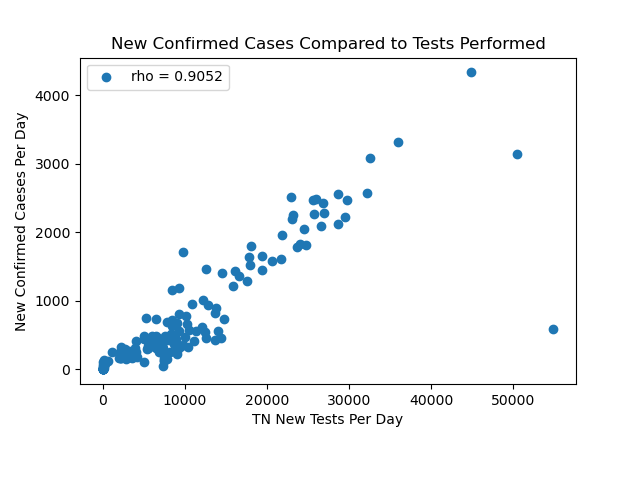 New Confirmed Cases Compared to Tests Performed
rho = 0.9052
New Confirmed Caeses Per Day
4000
3000
2000
1000
0
0 10000 20000 30000 40000 50000
TN New Tests Per Day